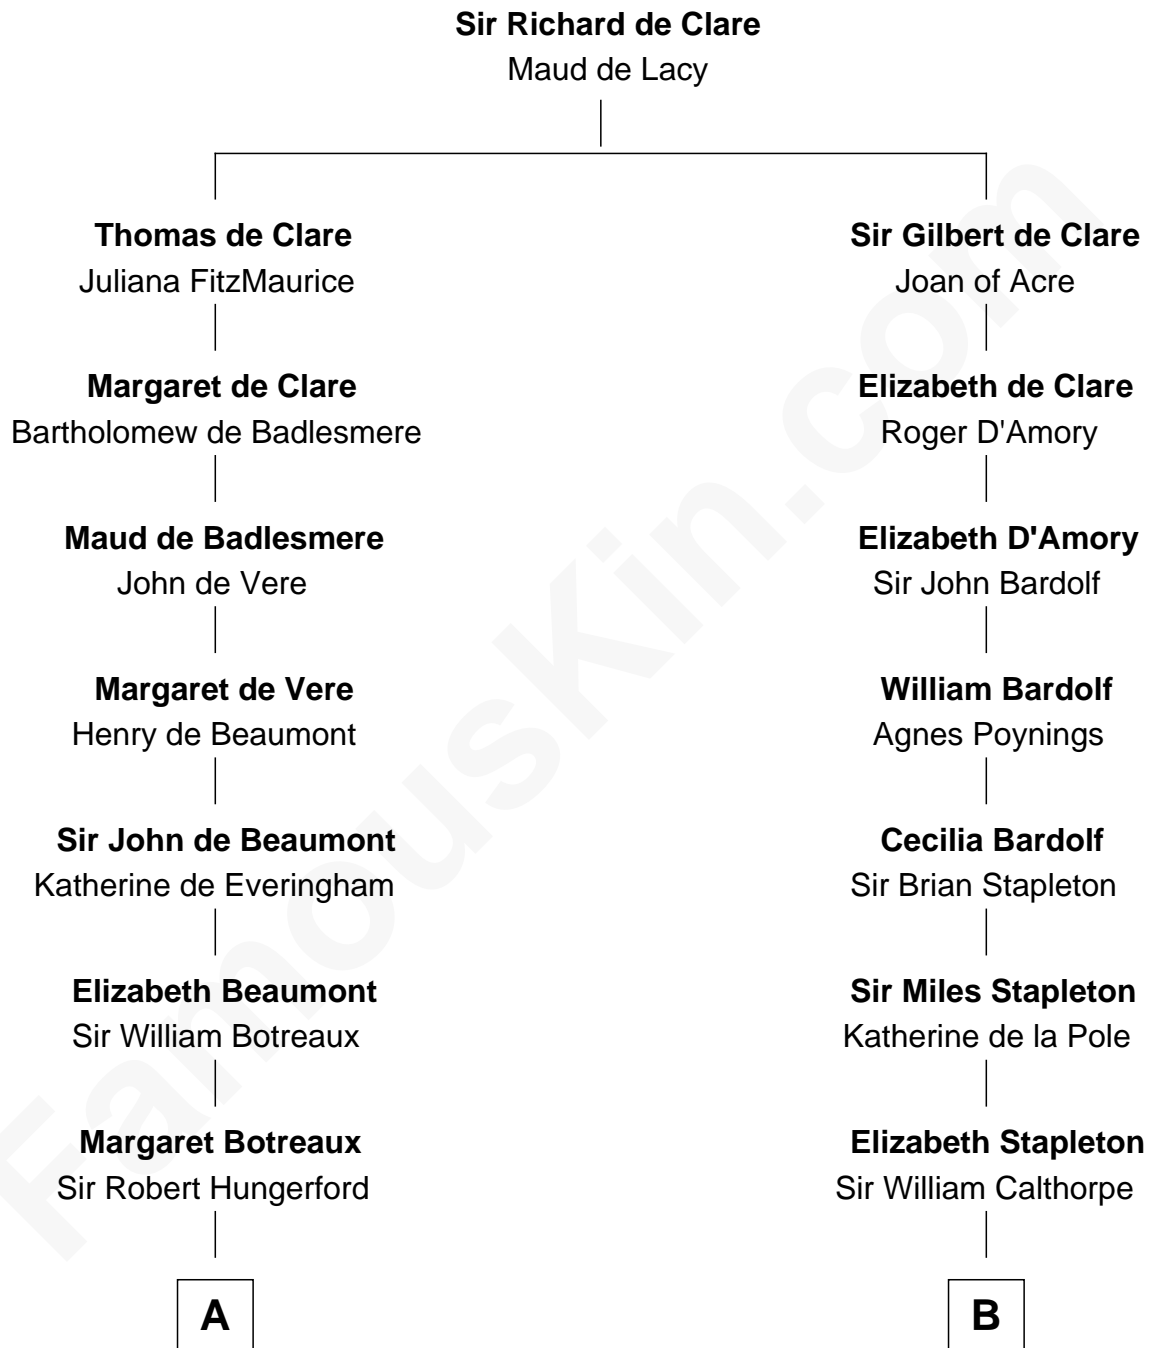 Sir Richard de Clare
Maud de Lacy
Thomas de Clare
Juliana FitzMaurice
Sir Gilbert de Clare
Joan of Acre
Margaret de Clare
Bartholomew de Badlesmere
Elizabeth de Clare
Roger D'Amory
Maud de Badlesmere
John de Vere
Elizabeth D'Amory
Sir John Bardolf
Margaret de Vere
Henry de Beaumont
William Bardolf
Agnes Poynings
Sir John de Beaumont
Katherine de Everingham
Cecilia Bardolf
Sir Brian Stapleton
Elizabeth Beaumont
Sir William Botreaux
Sir Miles Stapleton
Katherine de la Pole
Margaret Botreaux
Sir Robert Hungerford
Elizabeth Stapleton
Sir William Calthorpe
A
B
FamousKin.com